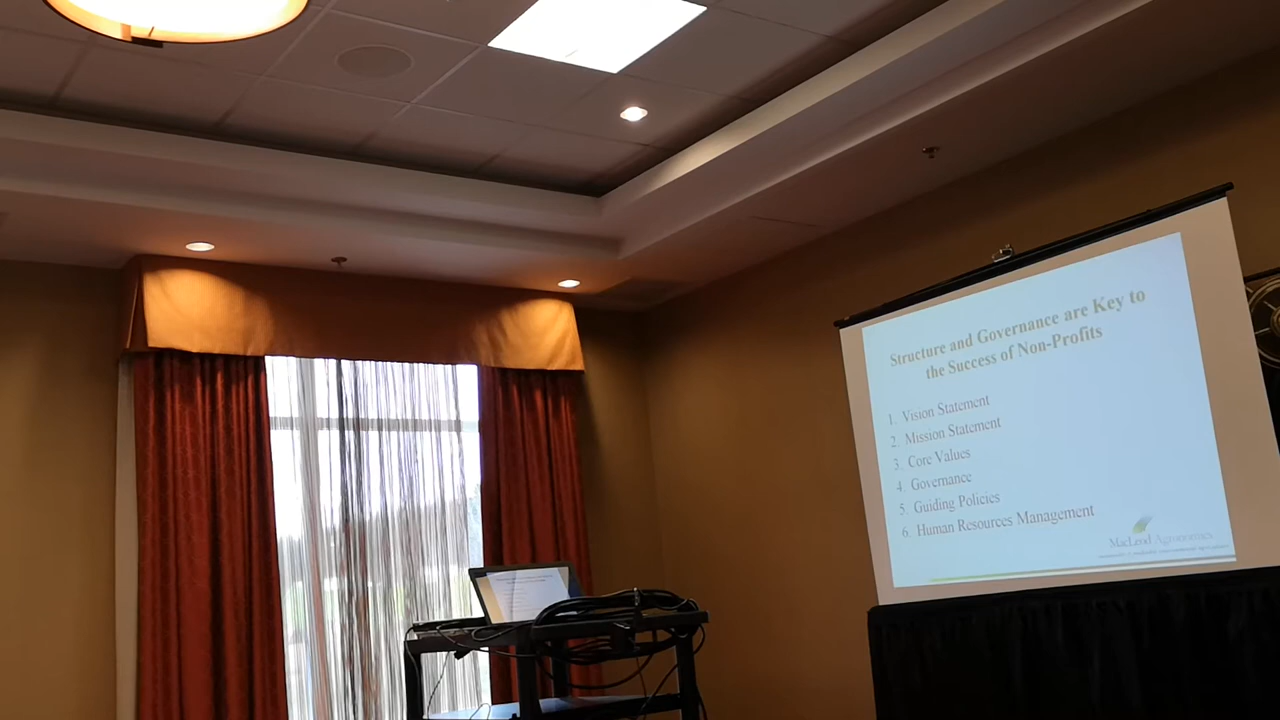 Structure and Governance are Key to
the Success of Non-Profits
1. Vision Statement
2. Mission Statement
3. Core Values
4. Governance
5. Guiding Policies
6. Human Resources Management
MacLeod Agronomics